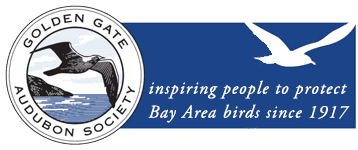 GOLDEN GATE
AUDUBON SOCIETY
inspiring people to protect
Bay Area birds since 1917